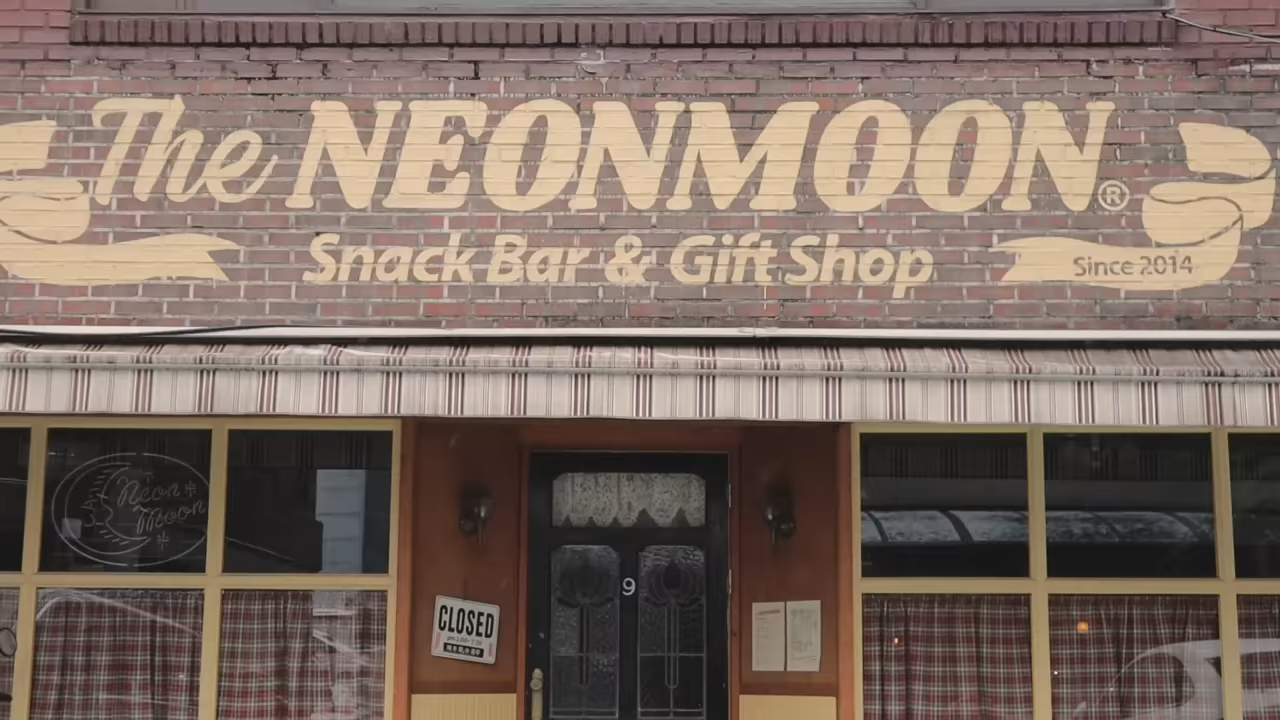 The NEONMOON®
Snack Bar & Gift Shop
Since 2014
Neon
Moon
9
CLOSED